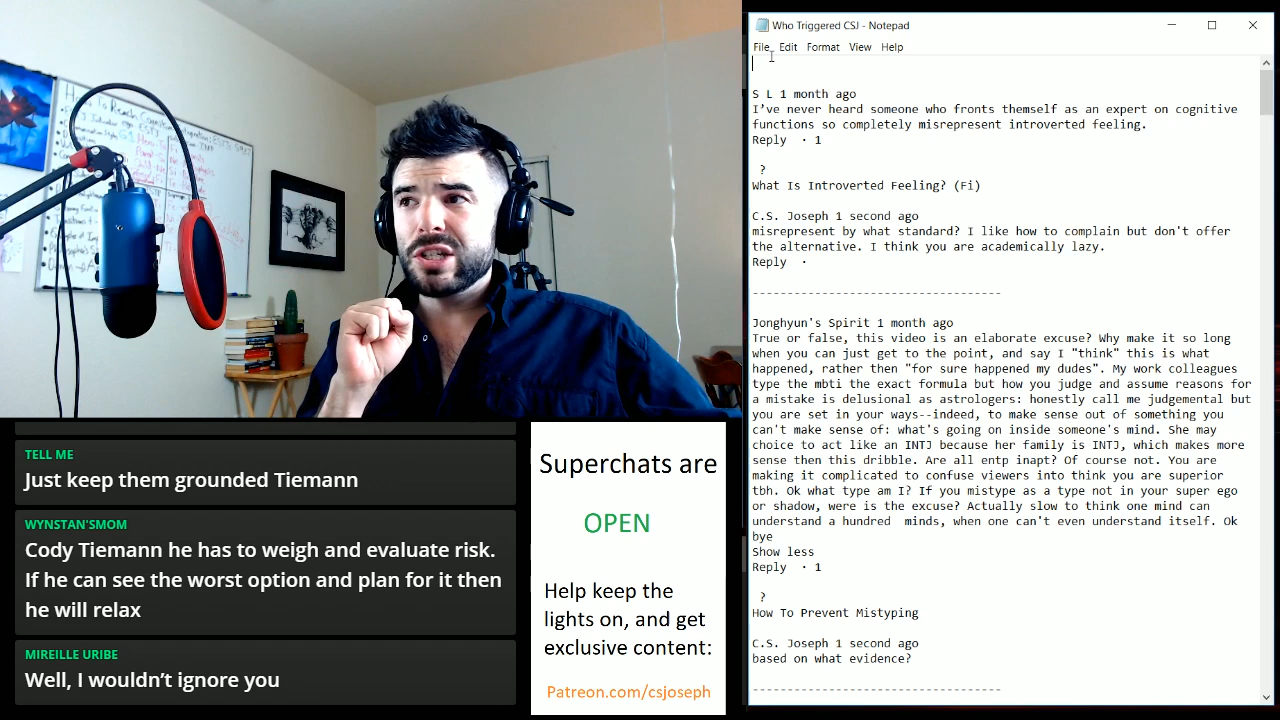 Who Triggered CSJ - Notepad
File Edit Format View Help
S L 1 month ago
I've never heard someone who fronts themself as an expert on cognitive
functions so completely misrepresent introverted feeling.
Reply · 1
?
What Is Introverted Feeling? (Fi)
C.S. Joseph 1 second ago
misrepresent by what standard? I like how to complain but don't offer
the alternative. I think you are academically lazy.
Reply ·
-----------------------------------
Jonghyun's Spirit 1 month ago
True or false, this video is an elaborate excuse? Why make it so long
when you can just get to the point, and say I "think" this is what
happened, rather then "for sure happened my dudes". My work colleagues
type the mbti the exact formula but how you judge and assume reasons for
a mistake is delusional as astrologers: honestly call me judgemental but
you are set in your ways--indeed, to make sense out of something you
can't make sense of: what's going on inside someone's mind. She may
choice to act like an INTJ because her family is INTJ, which makes more
sense then this dribble. Are all entp inapt? Of course not. You are
making it complicated to confuse viewers into think you are superior
tbh. Ok what type am I? If you mistype as a type not in your super ego
or shadow, were is the excuse? Actually slow to think one mind can
understand a hundred  minds, when one can't even understand itself. Ok
bye
Show less
Reply · 1
?
How To Prevent Mistyping
C.S. Joseph 1 second ago
based on what evidence?
-----------------------------------
TELL ME
Just keep them grounded Tiemann
WYNSTAN'SMOM
Cody Tiemann he has to weigh and evaluate risk.
If he can see the worst option and plan for it then
he will relax
MIREILLE URIBE
Well, I wouldn't ignore you
Superchats are
OPEN
Help keep the
lights on, and get
exclusive content:
Patreon.com/csjoseph